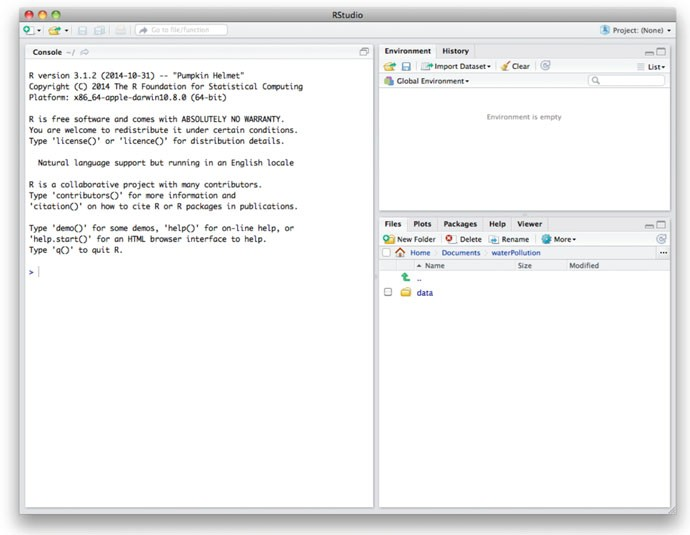 RStudio
Go to file/function
Project: (None)
Console ~/
R version 3.1.2 (2014-10-31) -- "Pumpkin Helmet"
Copyright (C) 2014 The R Foundation for Statistical Computing
Platform: x86_64-apple-darwin10.8.0 (64-bit)
R is free software and comes with ABSOLUTELY NO WARRANTY.
You are welcome to redistribute it under certain conditions.
Type 'license()' or 'licence()' for distribution details.
Natural language support but running in an English locale
R is a collaborative project with many contributors.
Type 'contributors()' for more information and
'citation()' on how to cite R or R packages in publications.
Type 'demo()' for some demos, 'help()' for on-line help, or
'help.start()' for an HTML browser interface to help.
Type 'q()' to quit R.
>
Environment History
Import Dataset Clear List
Global Environment
Environment is empty
Files Plots Packages Help Viewer
New Folder Delete Rename More
Home Documents waterPollution ...
Name Size Modified
..
data